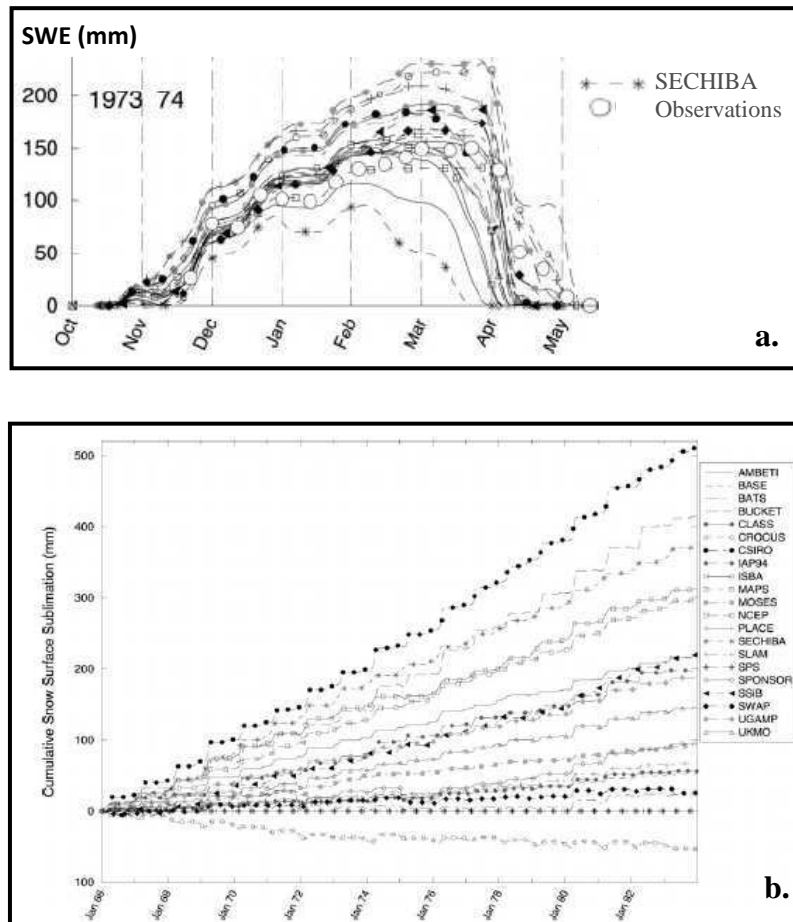 SWE (mm)
1973 74
SECHIBA
Observations
200
150
100
50
0
Oct
Nov
Dec
Jan
Feb
Mar
Apr
May
a.
Cumulative Snow Surface Sublimation (mm)
500
400
300
200
100
0
100
Jan 66
Jan 68
Jan 70
Jan 72
Jan 74
Jan 76
Jan 78
Jan 80
Jan 82
AMBETI
BASE
BATS
BUCKET
CLASS
CROCUS
CSIRO
IAP94
ISBA
MAPS
MOSES
NCEP
PLACE
SECHIBA
SLAM
SPS
SPONSOR
SSiB
SWAP
UGAMP
UKMO
b.